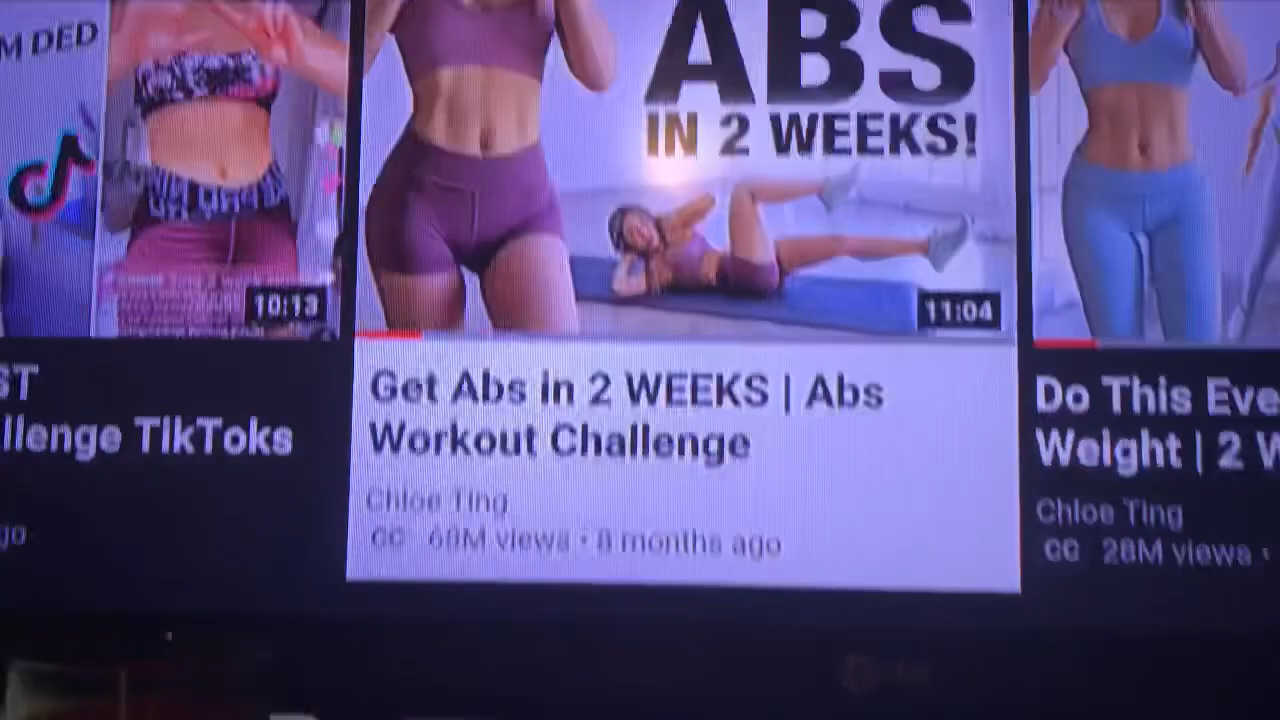 M DED
10:13
ST
llenge TikToks
go
ABS
IN 2 WEEKS!
11:04
Get Abs in 2 WEEKS | Abs
Workout Challenge
Chloe Ting
CC 68M views • 8 months ago
Do This Eve
Weight | 2 W
Chloe Ting
CC 28M views •